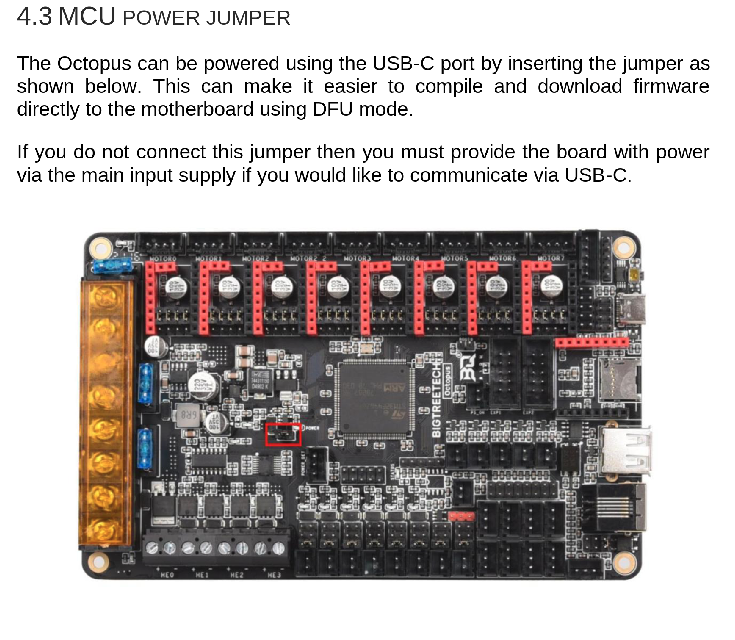 4.3 MCU POWER JUMPER
The Octopus can be powered using the USB-C port by inserting the jumper as
shown below. This can make it easier to compile and download firmware
directly to the motherboard using DFU mode.
If you do not connect this jumper then you must provide the board with power
via the main input supply if you would like to communicate via USB-C.
MOTOR0 MOTOR1 MOTOR2_1 MOTOR2_2 MOTOR3 MOTOR4 MOTOR5 MOTOR6 MOTOR7
BIGTREETECH
Octopus
BQ
POWER
HE0 HE1 HE2 HE3